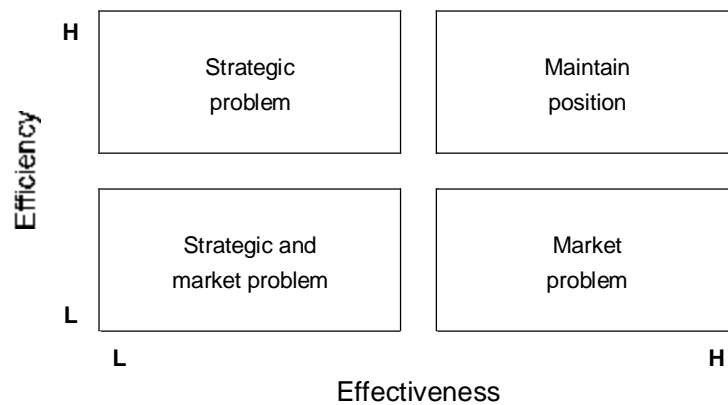 H
Strategic
problem
Maintain
position
Efficiency
Strategic and
market problem
Market
problem
L
L
H
Effectiveness